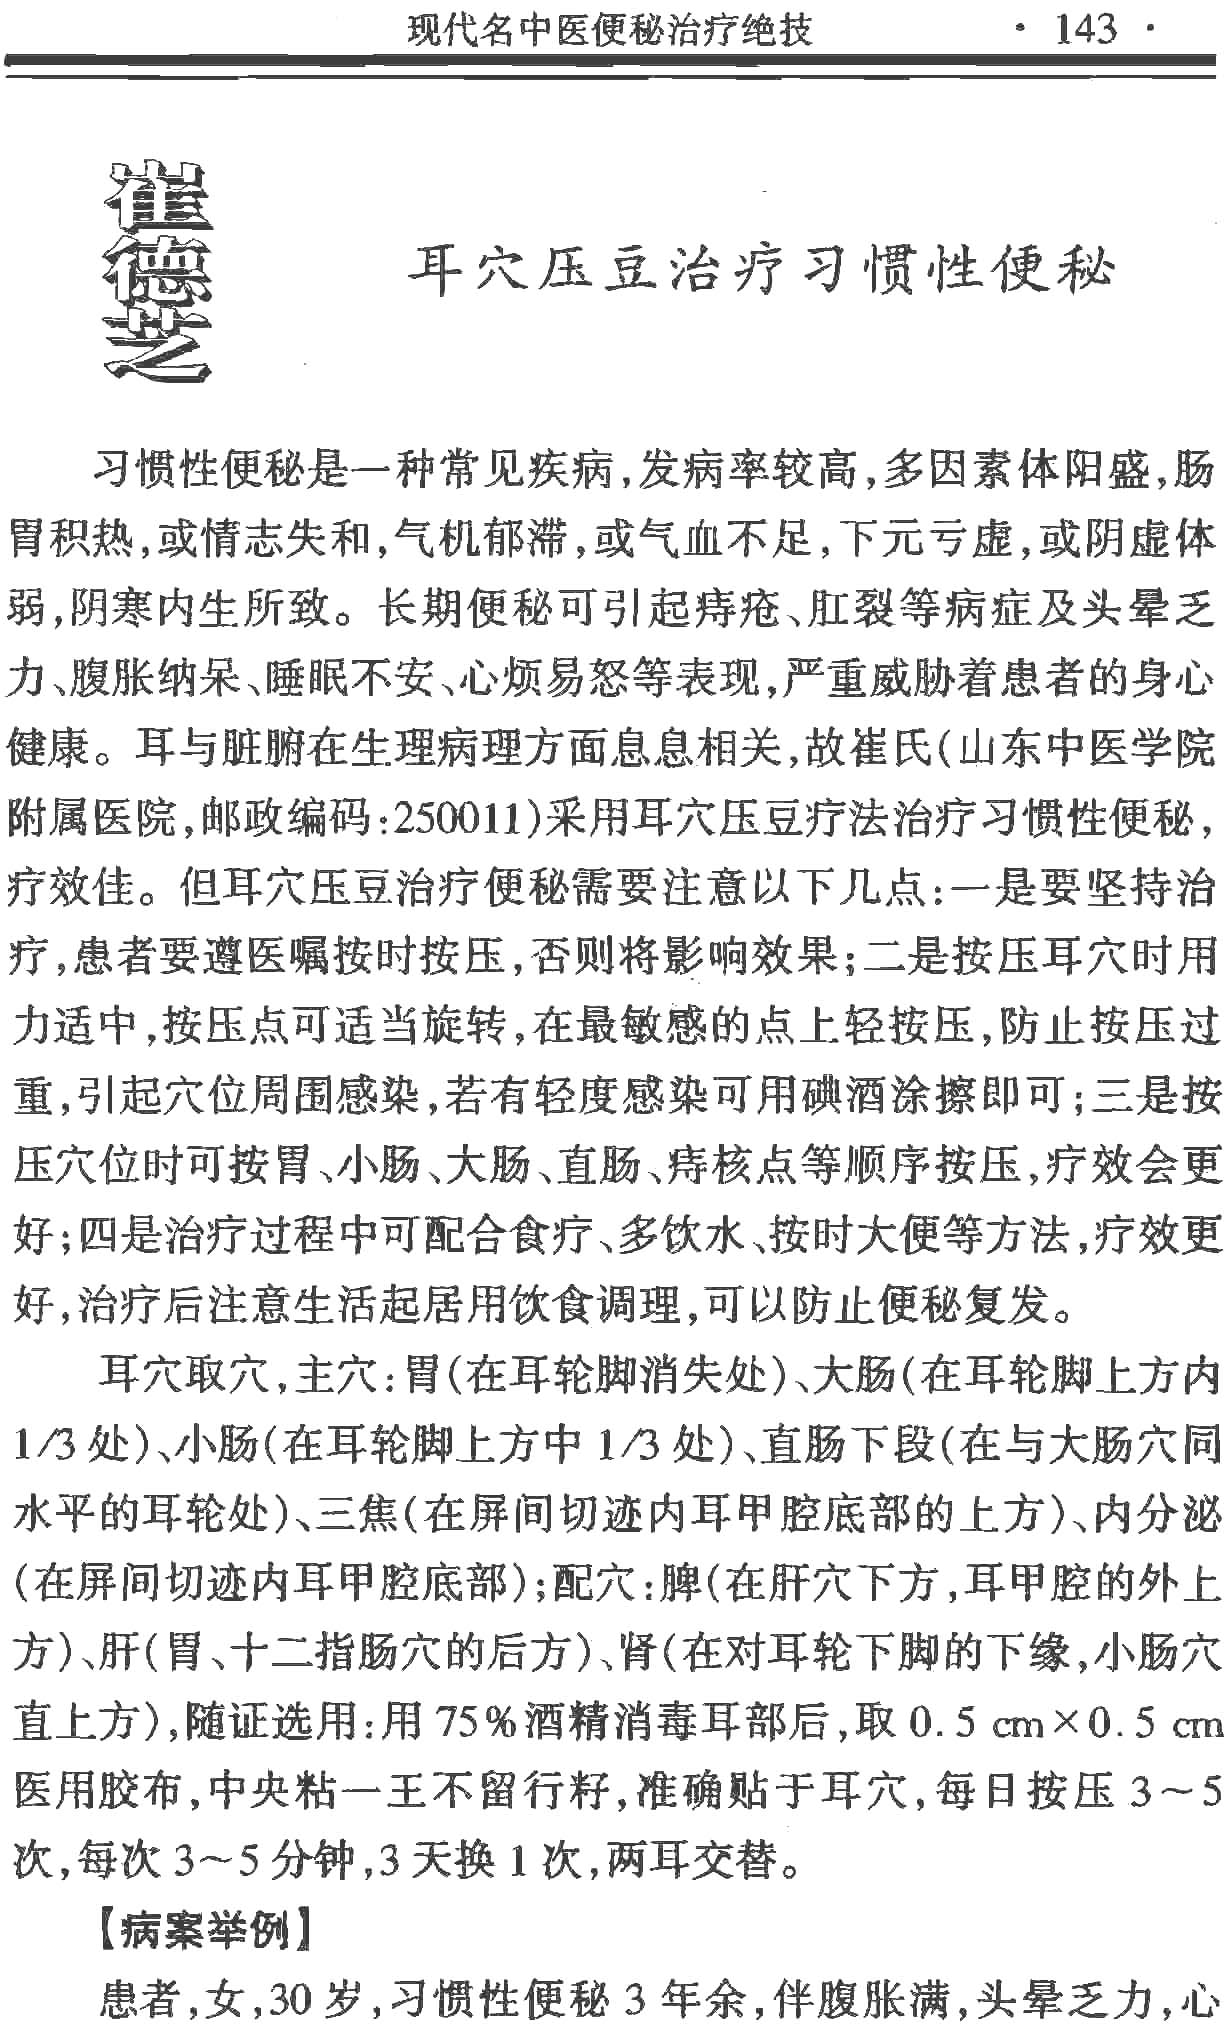 现代名中医便秘治疗绝技 · 143 ·
崔德芝
耳穴压豆治疗习惯性便秘
习惯性便秘是一种常见疾病,发病率较高,多因素体阳盛,肠
胃积热,或情志失和,气机郁滞,或气血不足,下元亏虚,或阴虚体
弱,阴寒内生所致。长期便秘可引起痔疮、肛裂等病症及头晕乏
力、腹胀纳呆、睡眠不安、心烦易怒等表现,严重威胁着患者的身心
健康。耳与脏腑在生理病理方面息息相关,故崔氏(山东中医学院
附属医院,邮政编码:250011)采用耳穴压豆疗法治疗习惯性便秘,
疗效佳。但耳穴压豆治疗便秘需要注意以下几点:一是要坚持治
疗,患者要遵医嘱按时按压,否则将影响效果;二是按压耳穴时用
力适中,按压点可适当旋转,在最敏感的点上轻按压,防止按压过
重,引起穴位周围感染,若有轻度感染可用碘酒涂擦即可;三是按
压穴位时可按胃、小肠、大肠、直肠、痔核点等顺序按压,疗效会更
好;四是治疗过程中可配合食疗、多饮水、按时大便等方法,疗效更
好,治疗后注意生活起居用饮食调理,可以防止便秘复发。
耳穴取穴,主穴:胃(在耳轮脚消失处)、大肠(在耳轮脚上方内
1/3 处)、小肠(在耳轮脚上方中 1/3 处)、直肠下段(在与大肠穴同
水平的耳轮处)、三焦(在屏间切迹内耳甲腔底部的上方)、内分泌
(在屏间切迹内耳甲腔底部);配穴:脾(在肝穴下方,耳甲腔的外上
方)、肝(胃、十二指肠穴的后方)、肾(在对耳轮下脚的下缘,小肠穴
直上方),随证选用:用 75%酒精消毒耳部后,取 0.5 cm×0.5 cm
医用胶布,中央粘一王不留行籽,准确贴于耳穴,每日按压 3~5
次,每次 3~5 分钟,3 天换 1 次,两耳交替。
【病案举例】
患者,女,30 岁,习惯性便秘 3 年余,伴腹胀满,头晕乏力,心